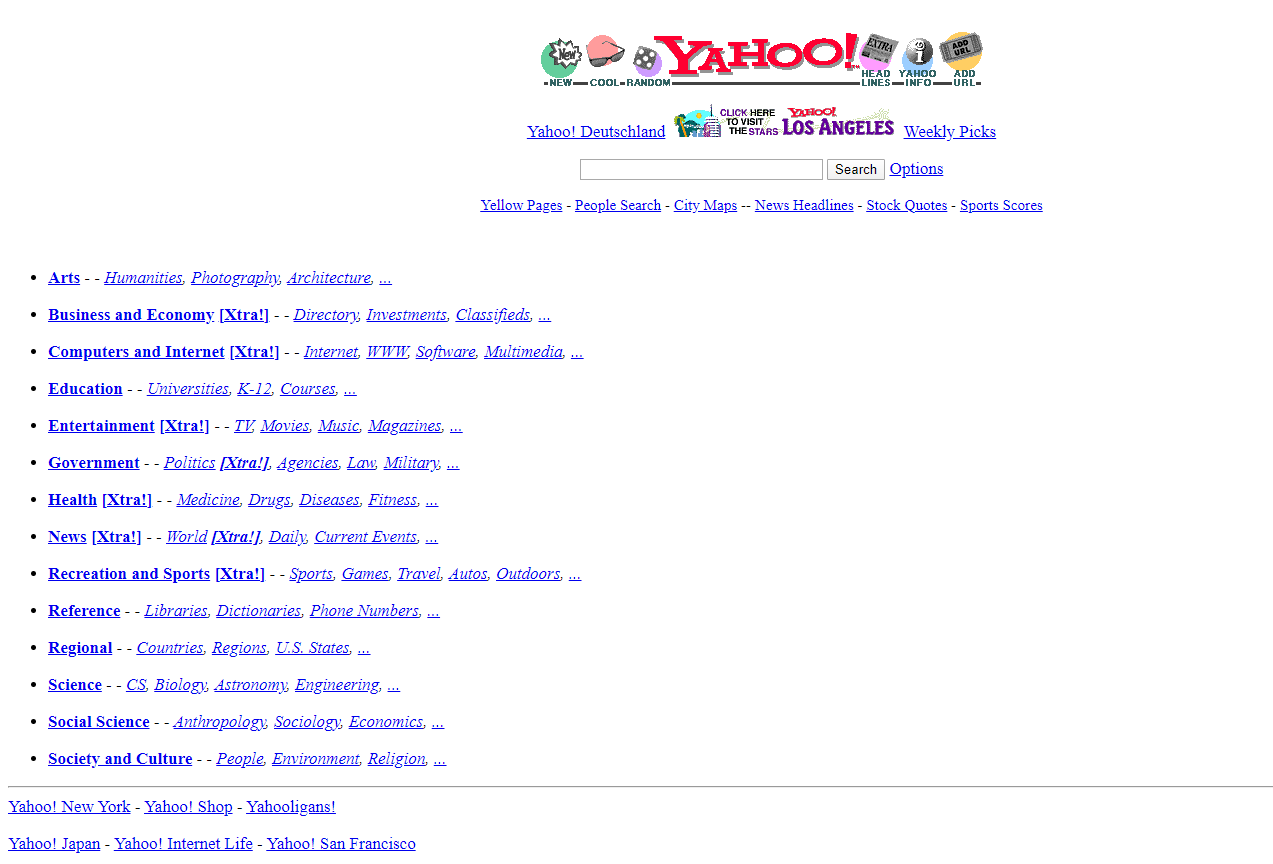 YAHOO!
New EXTRA i ADD URL
NEW COOL RANDOM HEAD LINES YAHOO INFO ADD URL
Yahoo! Deutschland CLICK HERE TO VISIT THE STARS YAHOO! LOS ANGELES Weekly Picks
Search Options
Yellow Pages - People Search - City Maps -- News Headlines - Stock Quotes - Sports Scores
• Arts - - Humanities, Photography, Architecture, ...
• Business and Economy [Xtra!] - - Directory, Investments, Classifieds, ...
• Computers and Internet [Xtra!] - - Internet, WWW, Software, Multimedia, ...
• Education - - Universities, K-12, Courses, ...
• Entertainment [Xtra!] - - TV, Movies, Music, Magazines, ...
• Government - - Politics [Xtra!], Agencies, Law, Military, ...
• Health [Xtra!] - - Medicine, Drugs, Diseases, Fitness, ...
• News [Xtra!] - - World [Xtra!], Daily, Current Events, ...
• Recreation and Sports [Xtra!] - - Sports, Games, Travel, Autos, Outdoors, ...
• Reference - - Libraries, Dictionaries, Phone Numbers, ...
• Regional - - Countries, Regions, U.S. States, ...
• Science - - CS, Biology, Astronomy, Engineering, ...
• Social Science - - Anthropology, Sociology, Economics, ...
• Society and Culture - - People, Environment, Religion, ...
Yahoo! New York - Yahoo! Shop - Yahooligans!
Yahoo! Japan - Yahoo! Internet Life - Yahoo! San Francisco